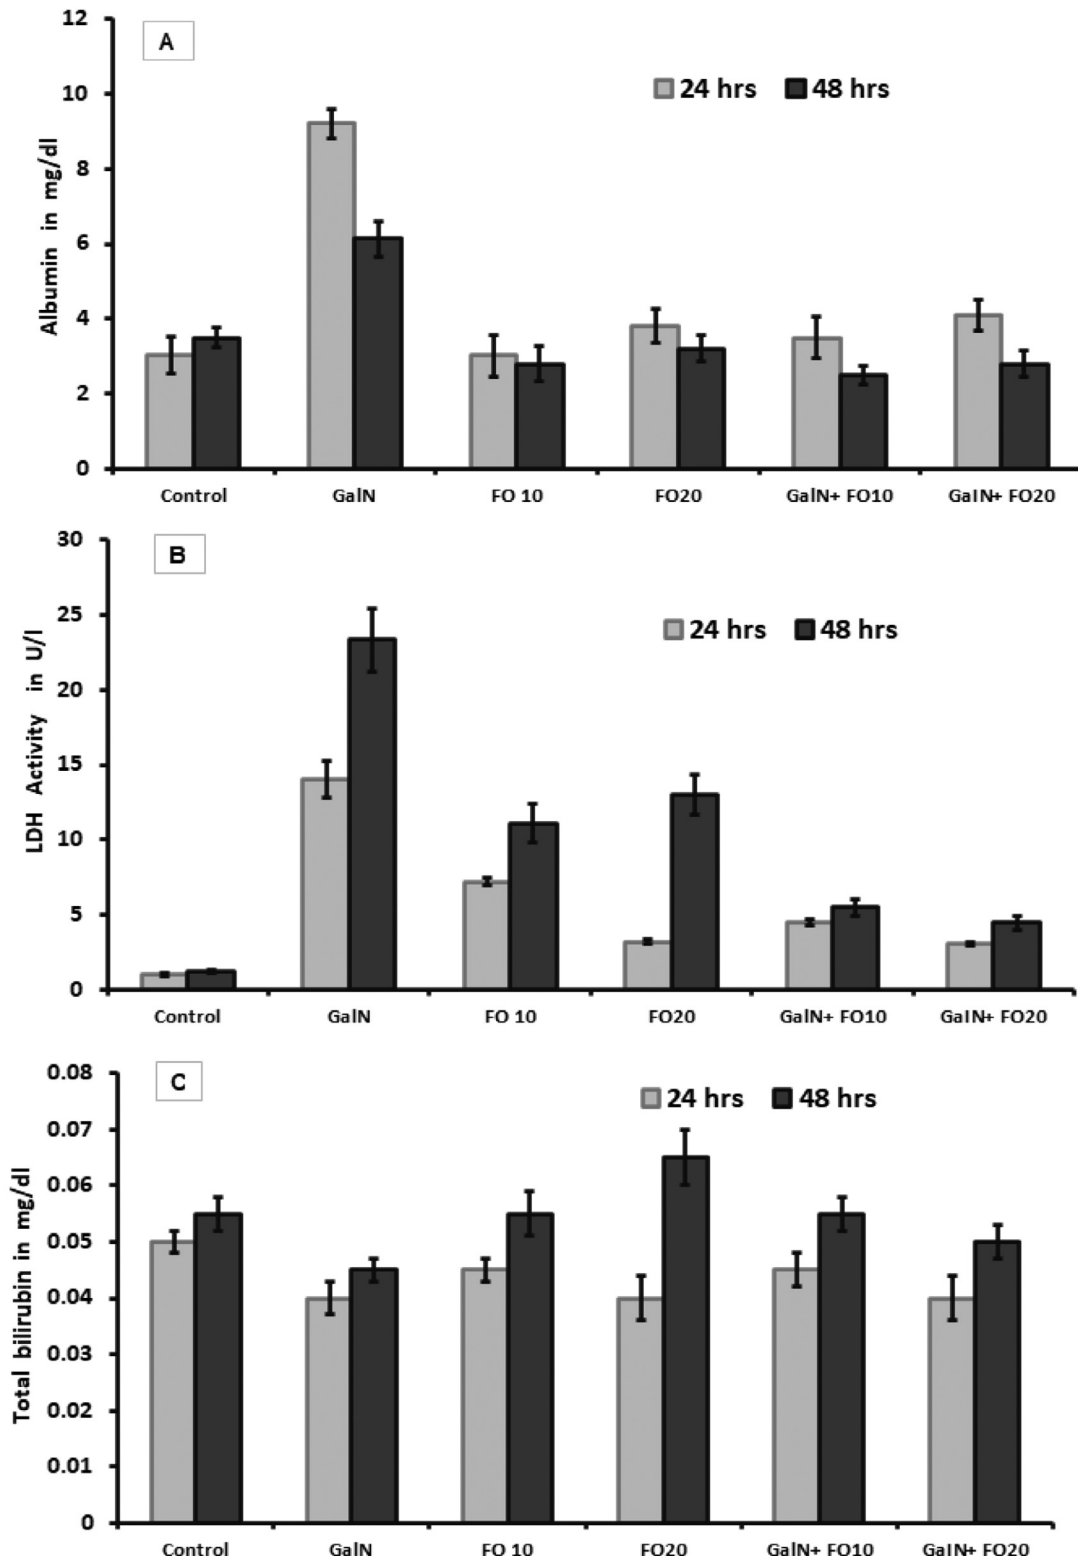 A
24 hrs 48 hrs
Albumin in mg/dl
12
10
8
6
4
2
0
Control GalN FO 10 FO20 GalN+ FO10 GalN+ FO20
B
24 hrs 48 hrs
LDH Activity in U/l
30
25
20
15
10
5
0
Control GalN FO 10 FO20 GalN+ FO10 GalN+ FO20
C
24 hrs 48 hrs
Total bilirubin in mg/dl
0.08
0.07
0.06
0.05
0.04
0.03
0.02
0.01
0
Control GalN FO 10 FO20 GalN+ FO10 GalN+ FO20